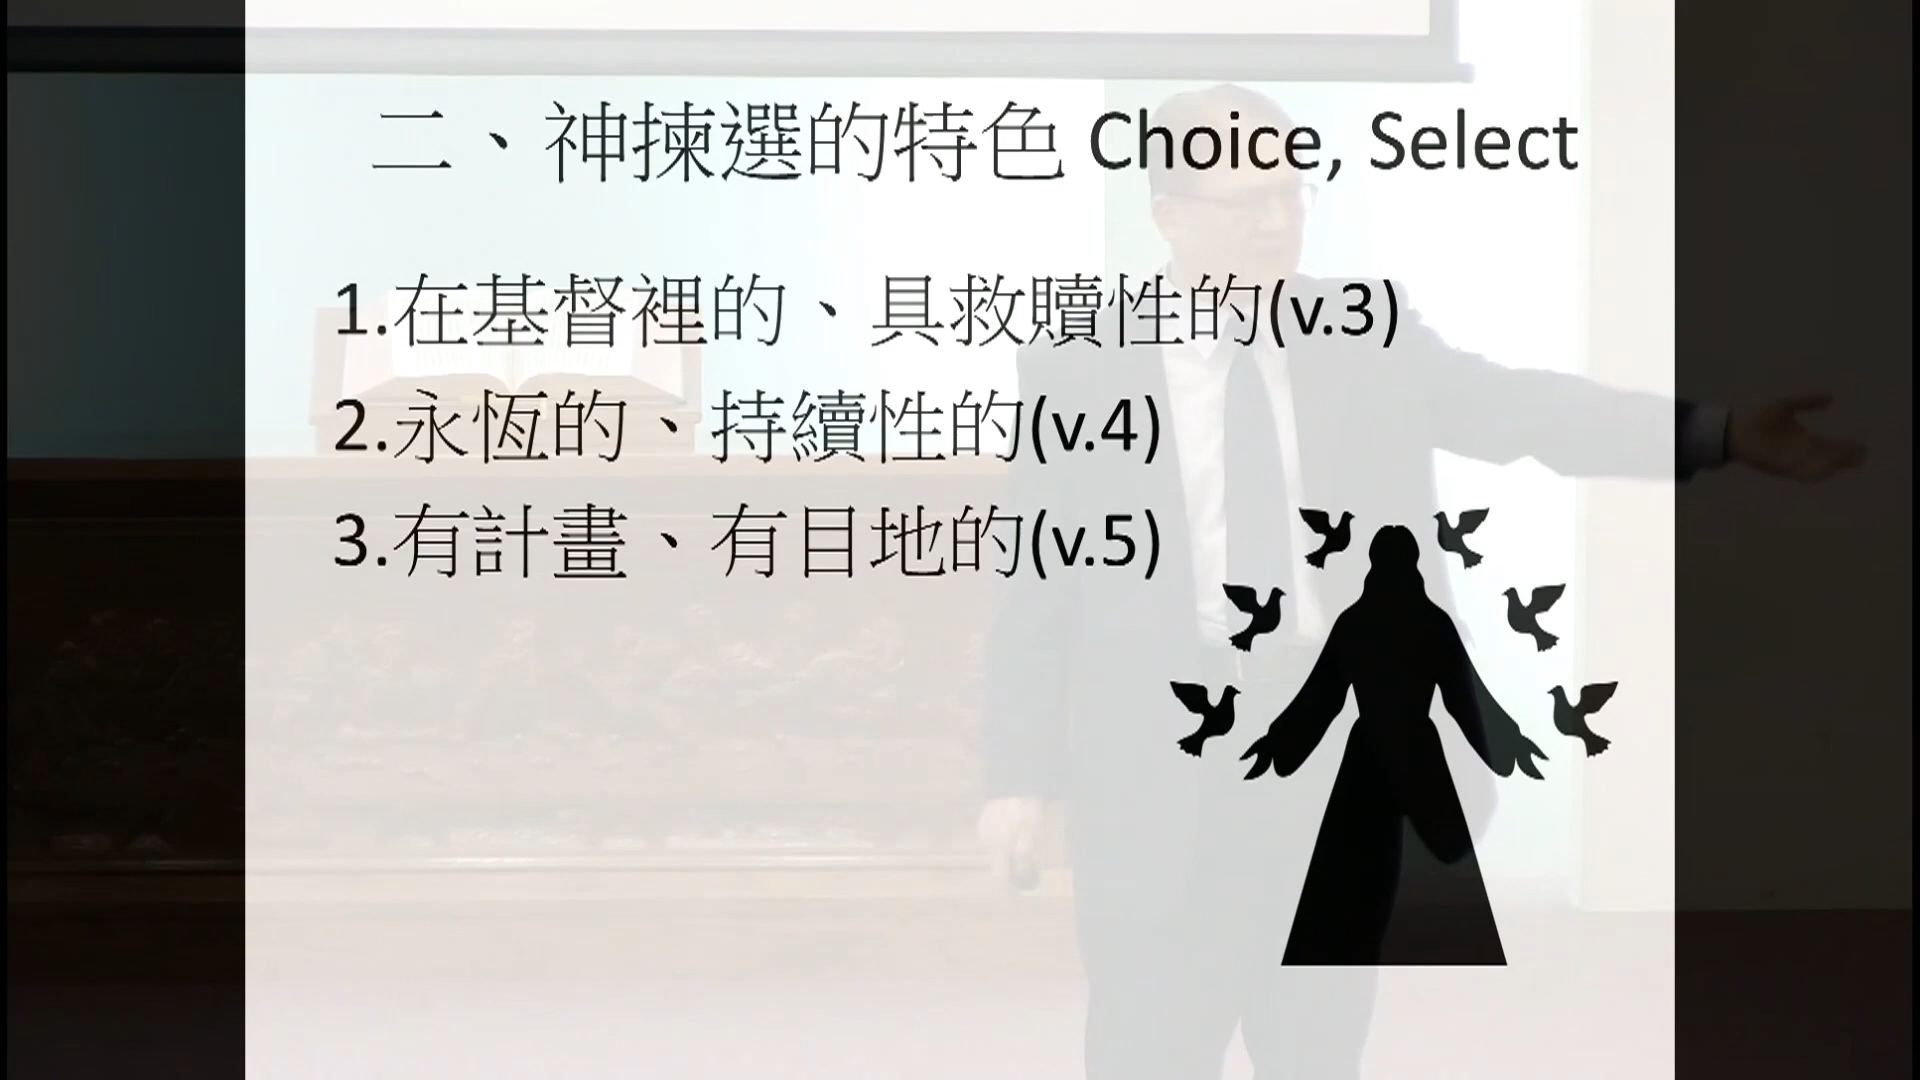 二、神揀選的特色 Choice, Select
1.在基督裡的、具救贖性的(v.3)
2.永恆的、持續性的(v.4)
3.有計畫、有目地的(v.5)